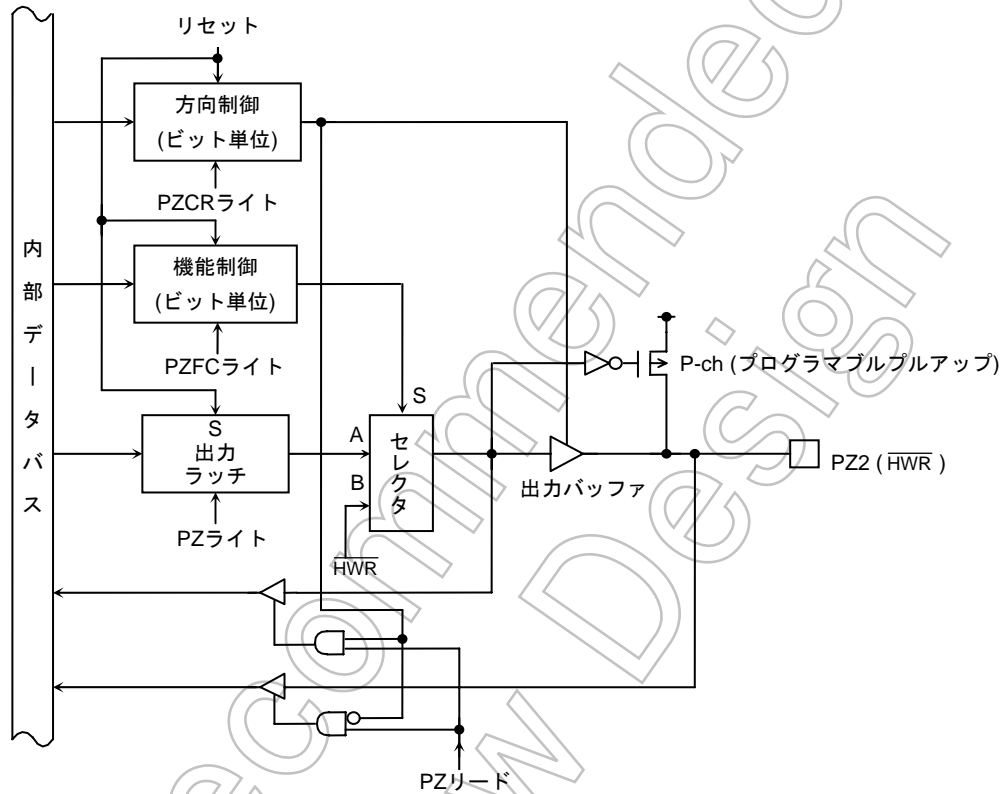 リセット
方向制御
(ビット単位)
PZCRライト
内部データバス
機能制御
(ビット単位)
PZFCライト
P-ch (プログラマブルプルアップ)
S
S
出力
ラッチ
A
B
セレクタ
出力バッファ
PZ2 (HWR)
PZライト
HWR
PZリード
ecommended
w Design